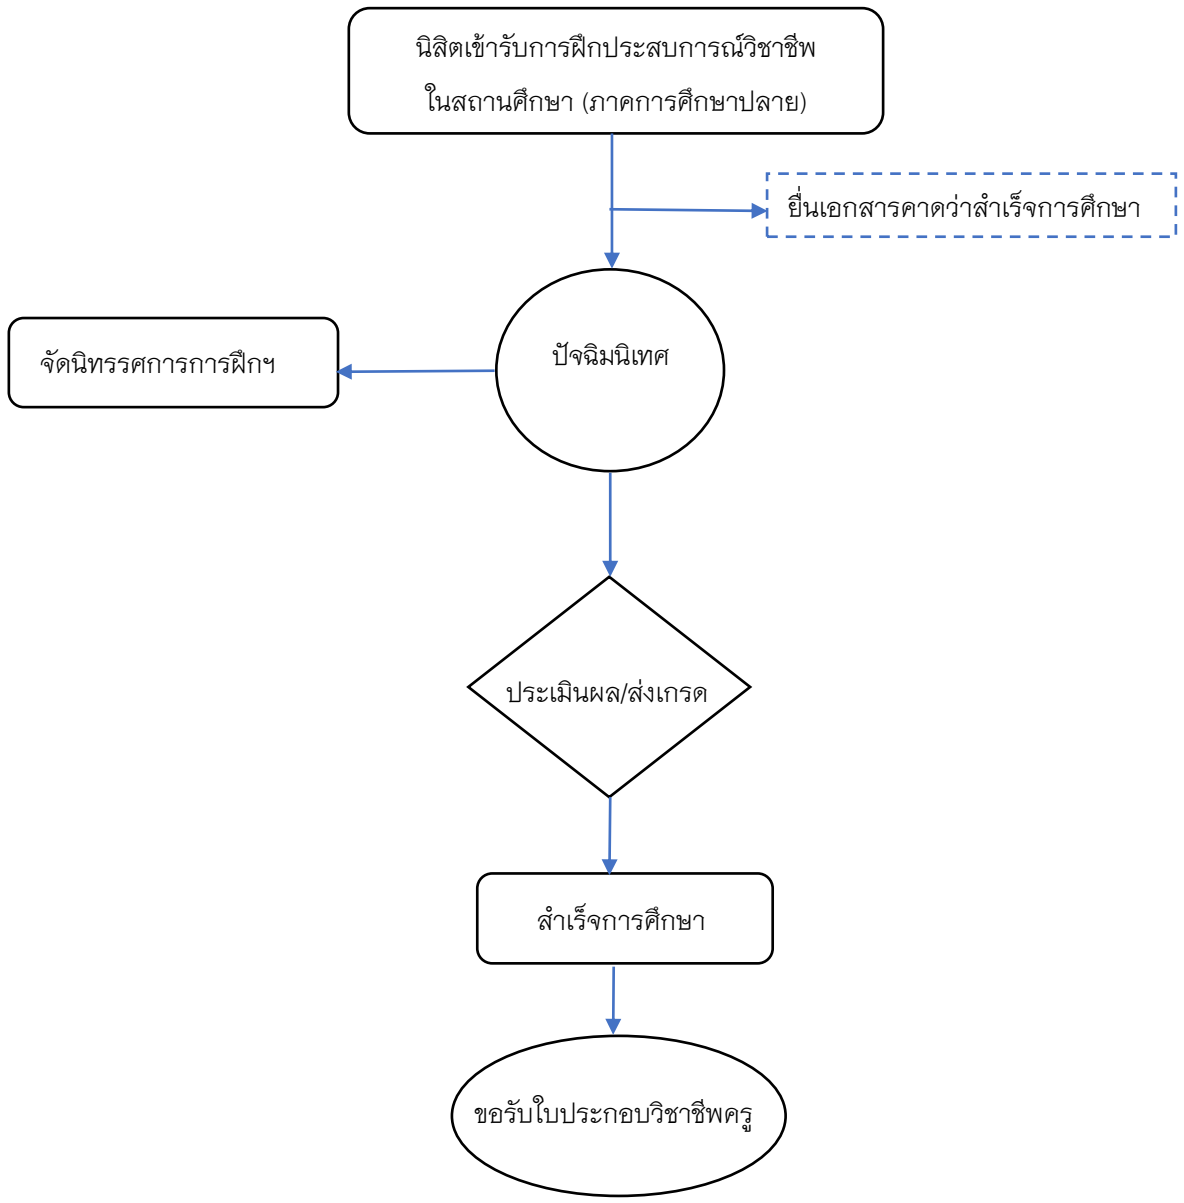 นิสิตเข้ารับการฝึกประสบการณ์วิชาชีพ
ในสถานศึกษา (ภาคการศึกษาปลาย)
ยื่นเอกสารคาดว่าสำเร็จการศึกษา
ปัจฉิมนิเทศ
จัดนิทรรศการการฝึกฯ
ประเมินผล/ส่งเกรด
สำเร็จการศึกษา
ขอรับใบประกอบวิชาชีพครู